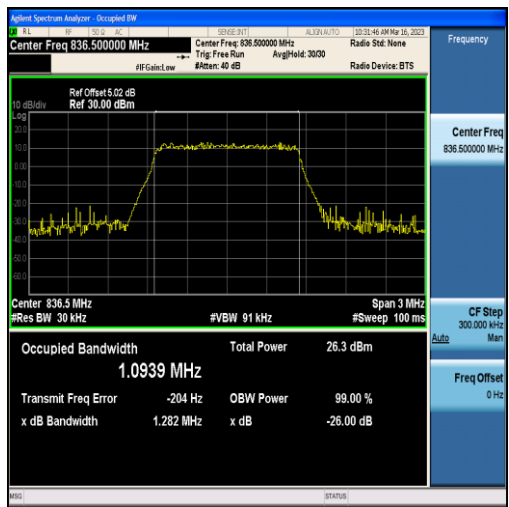 Agilent Spectrum Analyzer - Occupied BW
RL RF 50 Ω AC SENSE:INT ALIGN AUTO 10:31:46 AM Mar 16, 2023
Center Freq 836.500000 MHz
Center Freq: 836.500000 MHz
Radio Std: None
Trig: Free Run Avg|Hold: 30/30
#IFGain:Low #Atten: 40 dB Radio Device: BTS
Frequency
Ref Offset 5.02 dB
10 dB/div Ref 30.00 dBm
Log
20.0
10.0
0.00
-10.0
-20.0
-30.0
-40.0
-50.0
-60.0
Center 836.5 MHz Span 3 MHz
#Res BW 30 kHz #VBW 91 kHz #Sweep 100 ms
Occupied Bandwidth Total Power 26.3 dBm
1.0939 MHz
Transmit Freq Error -204 Hz OBW Power 99.00 %
x dB Bandwidth 1.282 MHz x dB -26.00 dB
Center Freq
836.500000 MHz
CF Step
300.000 kHz
Auto Man
Freq Offset
0 Hz
MSG STATUS